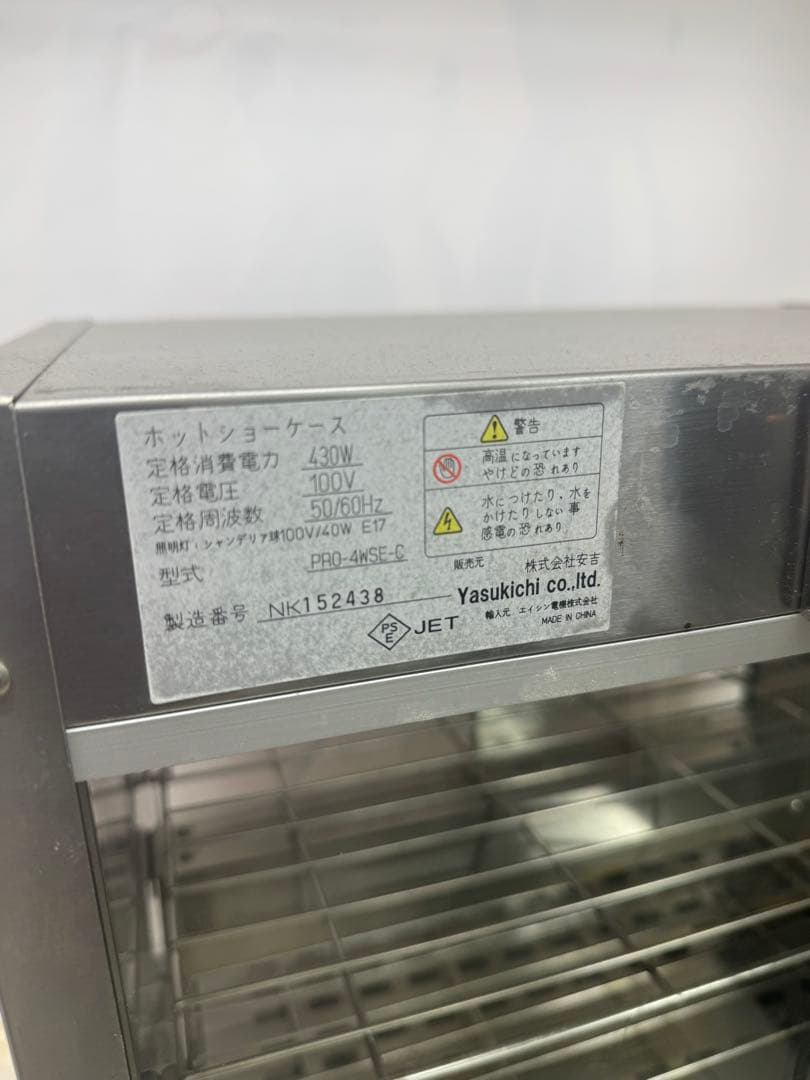 ホットショーケース
定格消費電力 430W
定格電圧 100V
定格周波数 50/60Hz
照明灯・シャンデリア球100V/40W E17
型式 PRO-4WSE-C
製造番号 NK152438
PSE JET
警告
高温になっています
やけどの恐れあり
水につけたり、水を
かけたりしない事
感電の恐れあり
販売元 株式会社安吉
Yasukichi co.,ltd.
輸入元 エイシン電機株式会社
MADE IN CHINA